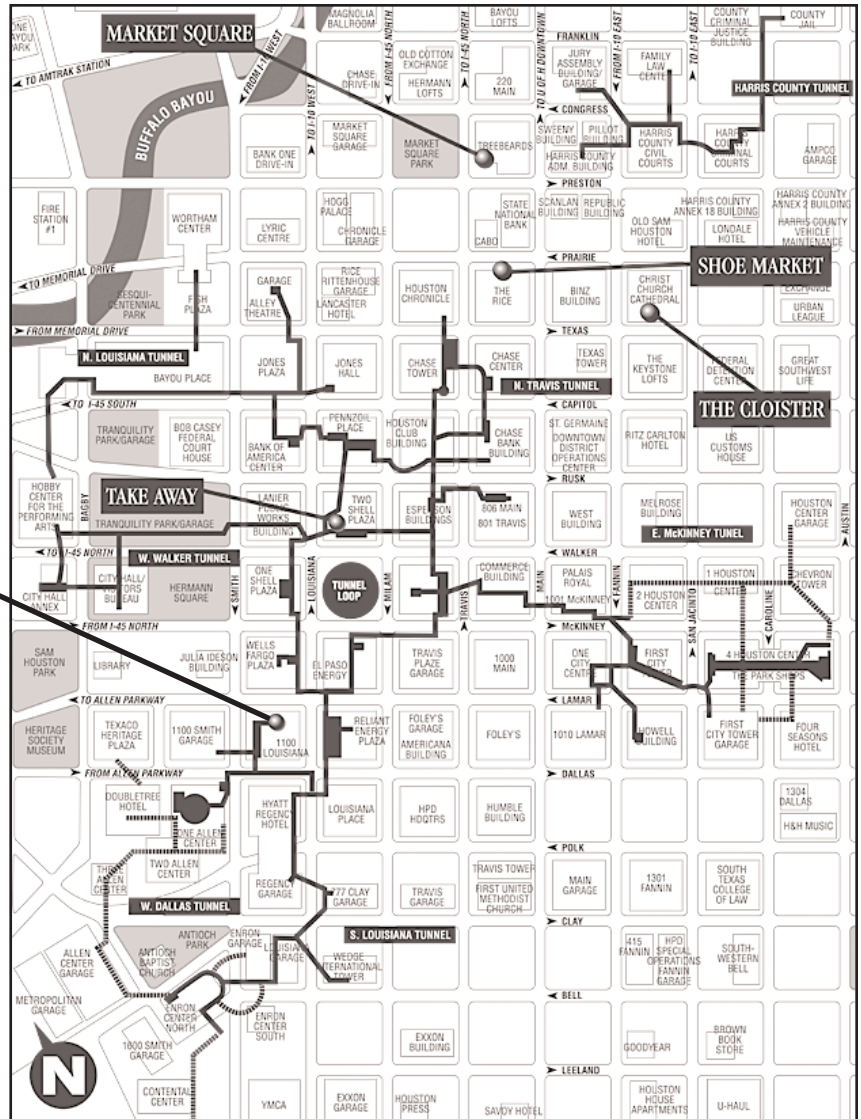 MAGNOLIA
BALLROOM
BAYOU
LOFTS
COUNTY
CRIMINAL
JUSTICE
BUILDING
COUNTY
JAIL
PARK
MARKET SQUARE
FROM I-10 WEST
TO I-10 WEST
FROM I-45 NORTH
TO I-45 NORTH
TO U OF H DOWNTOWN
FROM I-10 EAST
TO I-10 EAST
FRANKLIN
TO AMTRAK STATION
CHASE
DRIVE-IN
OLD COTTON
EXCHANGE
HERMANN
LOFTS
220
MAIN
JURY
ASSEMBLY
BUILDING/
GARAGE
FAMILY
LAW
CENTER
HARRIS COUNTY TUNNEL
CONGRESS
BUFFALO BAYOU
BANK ONE
DRIVE-IN
MARKET
SQUARE
GARAGE
MARKET
SQUARE
PARK
TREEBEARDS
SWEENY
BUILDING
PILLOT
BUILDING
HARRIS COUNTY
ADM. BUILDING
HARRIS
COUNTY
CIVIL
COURTS
HARRIS
COUNTY
CRIMINAL
COURTS
AMPCO
GARAGE
PRESTON
FIRE
STATION
#1
WORTHAM
CENTER
LYRIC
CENTRE
HOGG
PALACE
CHRONICLE
GARAGE
STATE
NATIONAL
BANK
CABO
SCANLAN
BUILDING
REPUBLIC
BUILDING
OLD SAM
HOUSTON
HOTEL
HARRIS COUNTY
ANNEX 18 BUILDING
LONDALE
HOTEL
HARRIS COUNTY
ANNEX 2 BUILDING
HARRIS COUNTY
VEHICLE
MAINTENANCE
PRAIRIE
TO MEMORIAL DRIVE
SESQUI-
CENTENNIAL
PARK
FISH
PLAZA
GARAGE
ALLEY
THEATRE
RICE
RITTENHOUSE
GARAGE
LANCASTER
HOTEL
HOUSTON
CHRONICLE
THE
RICE
BINZ
BUILDING
CHRIST
CHURCH
CATHEDRAL
SHOE MARKET
EXCHANGE
URBAN
LEAGUE
FROM MEMORIAL DRIVE
TEXAS
N. LOUISIANA TUNNEL
BAYOU PLACE
JONES
PLAZA
JONES
HALL
CHASE
TOWER
CHASE
CENTER
N. TRAVIS TUNNEL
TEXAS
TOWER
THE
KEYSTONE
LOFTS
FEDERAL
DETENTION
CENTER
GREAT
SOUTHWEST
LIFE
TO I-45 SOUTH
CAPITOL
THE CLOISTER
TRANQUILITY
PARK/GARAGE
BOB CASEY
FEDERAL
COURT
HOUSE
BANK OF
AMERICA
CENTER
PENNZOIL
PLACE
HOUSTON
CLUB
BUILDING
CHASE
BANK
BUILDING
ST. GERMAINE
DOWNTOWN
DISTRICT
OPERATIONS
CENTER
RITZ CARLTON
HOTEL
US
CUSTOMS
HOUSE
RUSK
HOBBY
CENTER
FOR THE
PERFORMING
ARTS
BAGBY
TAKE AWAY
TRANQUILITY PARK/GARAGE
LANIER
PUBLIC
WORKS
BUILDING
TWO
SHELL
PLAZA
ESPERSON
BUILDINGS
806 MAIN
801 TRAVIS
WEST
BUILDING
MELROSE
BUILDING
E. McKINNEY TUNEL
HOUSTON
CENTER
GARAGE
AUSTIN
TO I-45 NORTH
WALKER
W. WALKER TUNNEL
CITY HALL
ANNEX
CITY HALL/
VISITORS
BUREAU
HERMANN
SQUARE
SMITH
ONE
SHELL
PLAZA
LOUISIANA
TUNNEL
LOOP
MILAM
TRAVIS
COMMERCE
BUILDING
MAIN
PALAIS
ROYAL
1001 McKINNEY
FANNIN
2 HOUSTON
CENTER
SAN JACINTO
1 HOUSTON
CENTER
CAROLINE
CHEVRON
TOWER
FROM I-45 NORTH
McKINNEY
SAM
HOUSTON
PARK
LIBRARY
JULIA IDESON
BUILDING
WELLS
FARGO
PLAZA
EL PASO
ENERGY
TRAVIS
PLAZE
GARAGE
1000
MAIN
ONE
CITY
CENTRE
FIRST
CITY
TOWER
4 HOUSTON CENTER
THE PARK SHOPS
TO ALLEN PARKWAY
LAMAR
HERITAGE
SOCIETY
MUSEUM
TEXACO
HERITAGE
PLAZA
1100 SMITH
GARAGE
1100
LOUISIANA
RELIANT
ENERGY
PLAZA
FOLEY'S
GARAGE
AMERICANA
BUILDING
FOLEY'S
1010 LAMAR
HOWELL
BUILDING
FIRST
CITY TOWER
GARAGE
FOUR
SEASONS
HOTEL
FROM ALLEN PARKWAY
DALLAS
DOUBLETREE
HOTEL
ONE ALLEN
CENTER
HYATT
REGENCY
HOTEL
LOUISIANA
PLACE
HPD
HDQTRS
HUMBLE
BUILDING
1304
DALLAS
H&H MUSIC
POLK
THREE
ALLEN
CENTER
TWO ALLEN
CENTER
REGENCY
GARAGE
777 CLAY
GARAGE
TRAVIS
GARAGE
TRAVIS TOWER
FIRST UNITED
METHODIST
CHURCH
MAIN
GARAGE
1301
FANNIN
SOUTH
TEXAS
COLLEGE
OF LAW
W. DALLAS TUNNEL
CLAY
ALLEN
CENTER
GARAGE
ANTIOCH
PARK
ANTIOCH
BAPTIST
CHURCH
ENRON
GARAGE
LOUISIANA
GARAGE
S. LOUISIANA TUNNEL
WEDGE
INTERNATIONAL
TOWER
415
FANNIN
HPD
SPECIAL
OPERATIONS
FANNIN
GARAGE
SOUTH-
WESTERN
BELL
BELL
METROPOLITAN
GARAGE
ENRON
CENTER
NORTH
ENRON
CENTER
SOUTH
1600 SMITH
GARAGE
EXXON
BUILDING
GOODYEAR
BROWN
BOOK
STORE
LEELAND
N
CONTENTAL
CENTER
YMCA
EXXON
GARAGE
HOUSTON
PRESS
SAVOY HOTEL
HOUSTON
HOUSE
APARTMENTS
U-HAUL